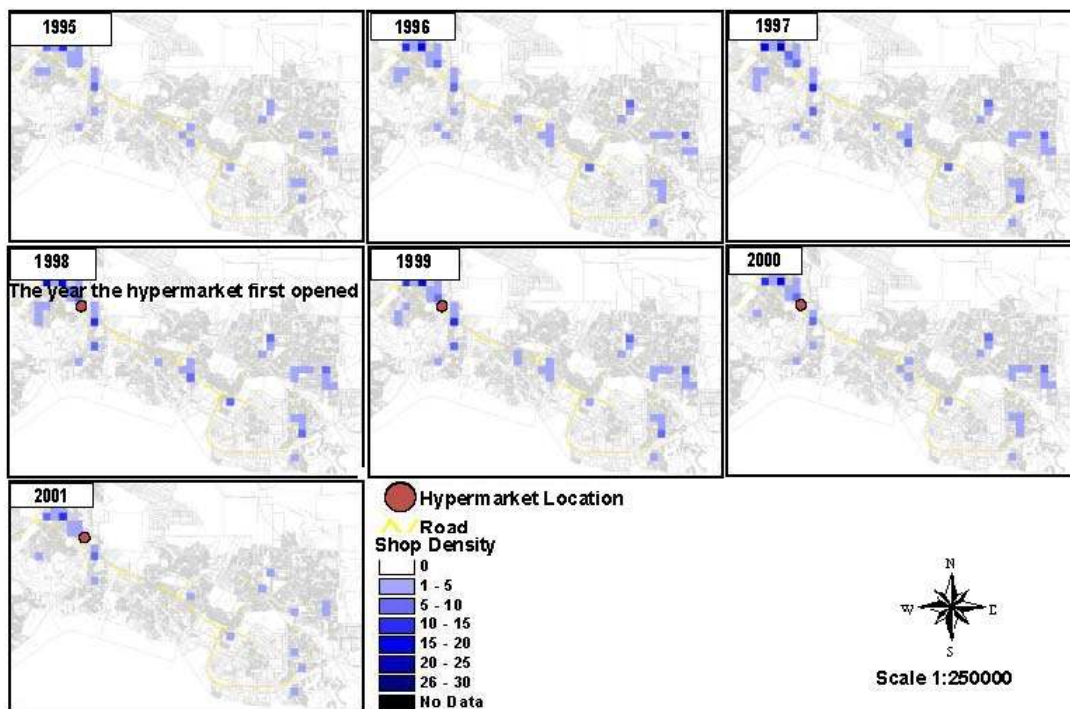 1995
1996
1997
1998
The year the hypermarket first opened
1999
2000
2001
Hypermarket Location
Road
Shop Density
0
1 - 5
5 - 10
10 - 15
15 - 20
20 - 25
26 - 30
No Data
N
W E
S
Scale 1:250000